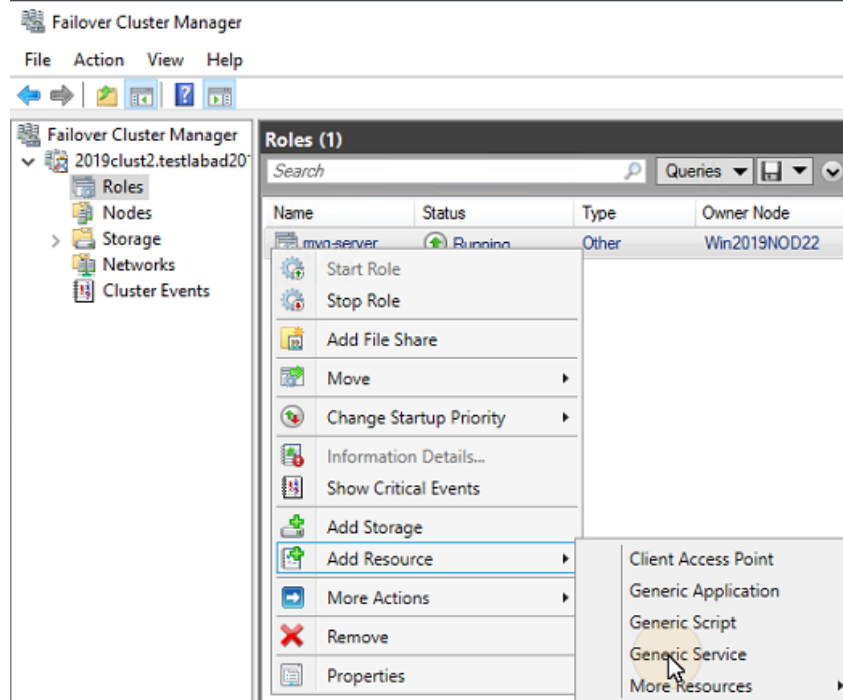 Failover Cluster Manager
File Action View Help
Failover Cluster Manager
2019clust2.testlabad20
Roles
Nodes
Storage
Networks
Cluster Events
Roles (1)
Search
Queries
Name Status Type Owner Node
mvq-server Running Other Win2019NOD22
Start Role
Stop Role
Add File Share
Move
Change Startup Priority
Information Details...
Show Critical Events
Add Storage
Add Resource
More Actions
Remove
Properties
Client Access Point
Generic Application
Generic Script
Generic Service
More Resources